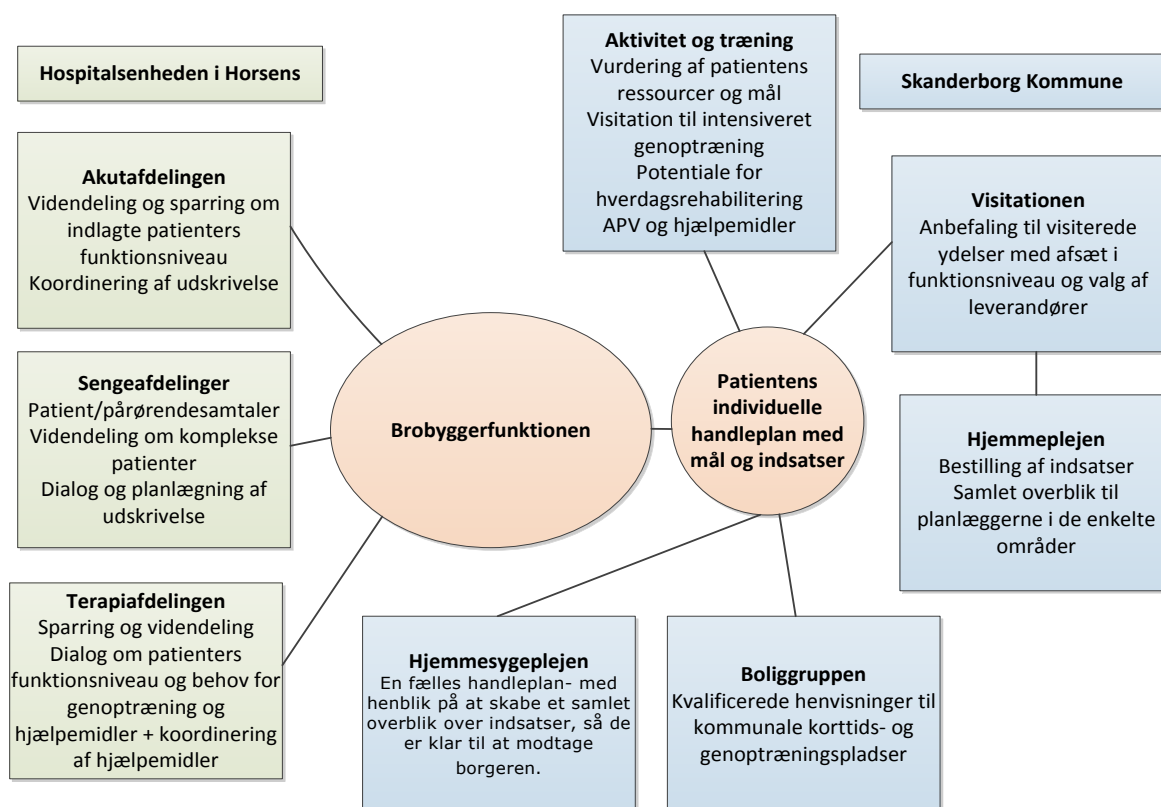 Hospitalsenheden i Horsens
Akutafdelingen
Videndeling og sparring om
indlagte patienters
funktionsniveau
Koordinering af udskrivelse
Sengeafdelinger
Patient/pårørendesamtaler
Videndeling om komplekse
patienter
Dialog og planlægning af
udskrivelse
Terapiafdelingen
Sparring og videndeling
Dialog om patienters
funktionsniveau og behov for
genoptræning og
hjælpemidler + koordinering
af hjælpemidler
Brobyggerfunktionen
Patientens
individuelle
handleplan med
mål og indsatser
Aktivitet og træning
Vurdering af patientens
ressourcer og mål
Visitation til intensiveret
genoptræning
Potentiale for
hverdagsrehabilitering
APV og hjælpemidler
Skanderborg Kommune
Visitationen
Anbefaling til visiterede
ydelser med afsæt i
funktionsniveau og valg af
leverandører
Hjemmeplejen
Bestilling af indsatser
Samlet overblik til
planlæggerne i de enkelte
områder
Hjemmesygeplejen
En fælles handleplan- med
henblik på at skabe et samlet
overblik over indsatser, så de
er klar til at modtage
borgeren.
Boliggruppen
Kvalificerede henvisninger til
kommunale korttids- og
genoptræningspladser